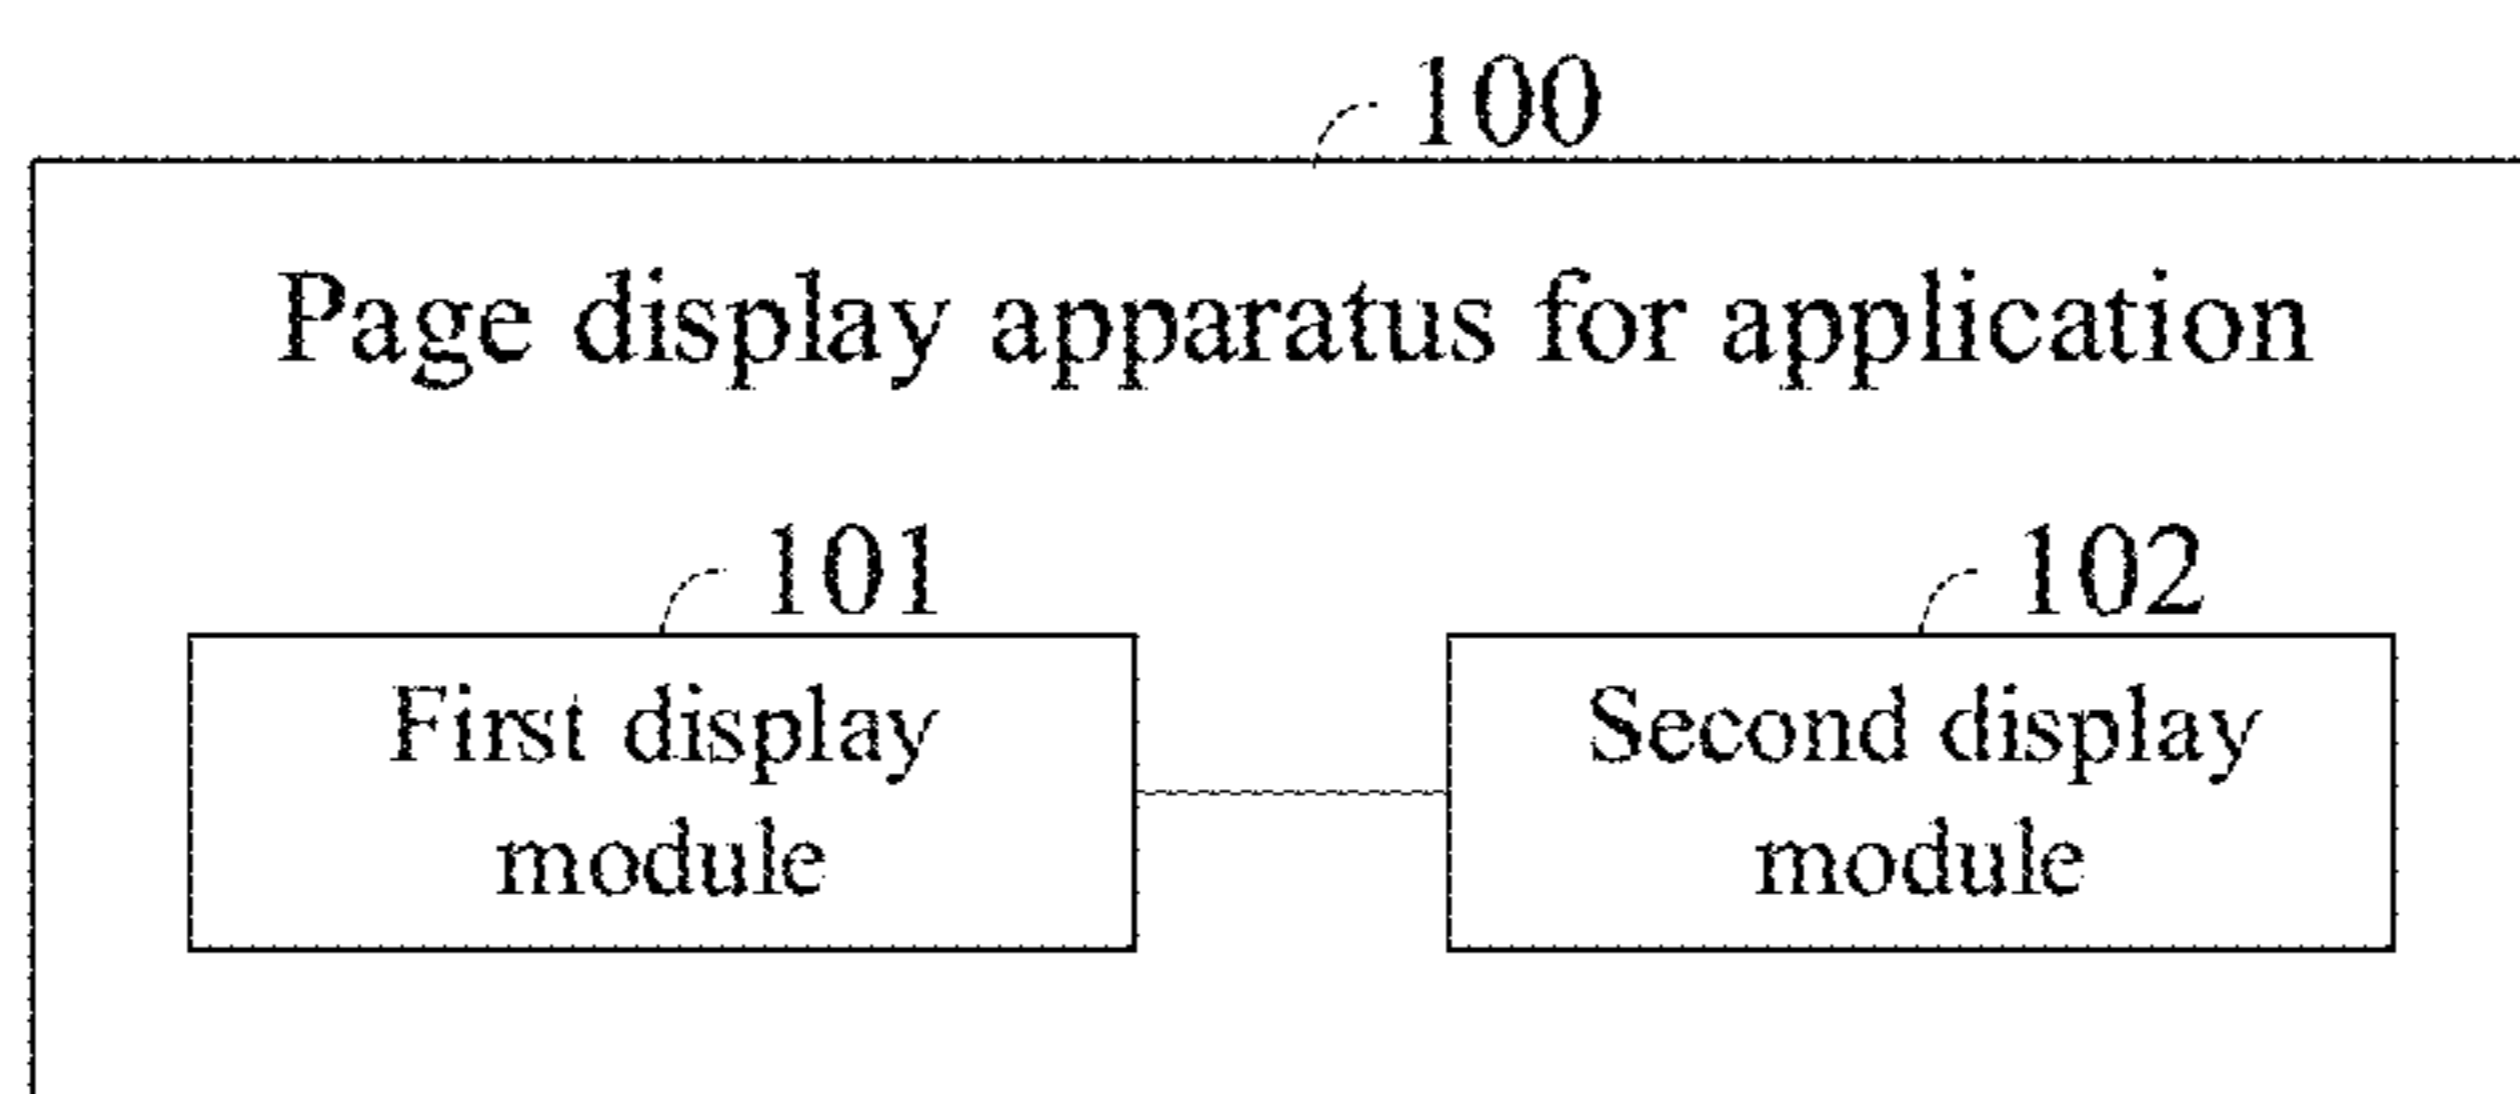 100
Page display apparatus for application
101
102
First display
module
Second display
module